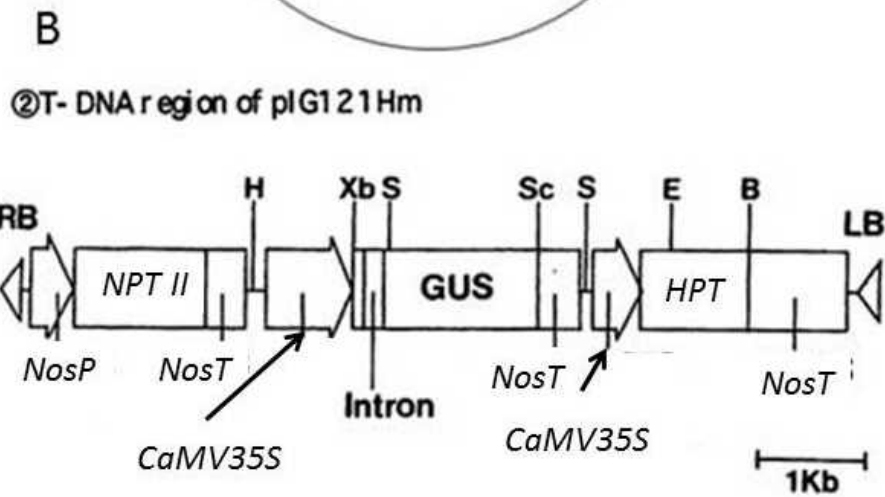 B
②T- DNA region of pIG121Hm
H Xb S Sc S E B
RB LB
NPT II GUS HPT
NosP NosT NosT NosT
Intron
CaMV35S CaMV35S
1Kb